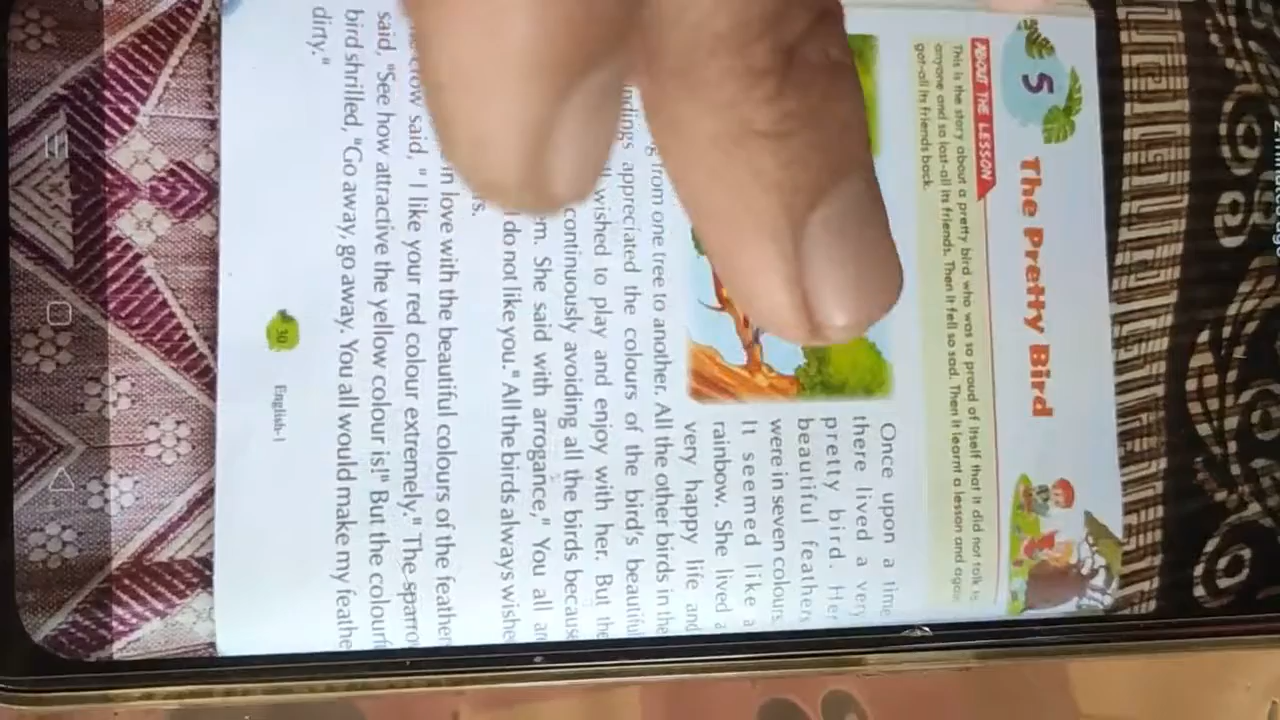 5
The Pretty Bird
ABOUT THE LESSON
This is the story about a pretty bird who was so proud of itself that it did not talk to
anyone and so lost-all its friends. Then it fell so sad. Then it learnt a lesson and again
got-all its friends back.
Once upon a time
there lived a very
pretty bird. Her
beautiful feathers
were in seven colours.
It seemed like a
rainbow. She lived a
very happy life and
from one tree to another. All the other birds in the
appreciated the colours of the bird's beautiful
wished to play and enjoy with her. But the
continuously avoiding all the birds because
She said with arrogance," You all
I do not like you." All the birds always
in love with the beautiful colours of the
crow said, " I like your red colour extremely." The
said, "See how attractive the yellow colour is!" But the
bird shrilled, "Go away, go away. You all would make my
dirty."
30
English-1